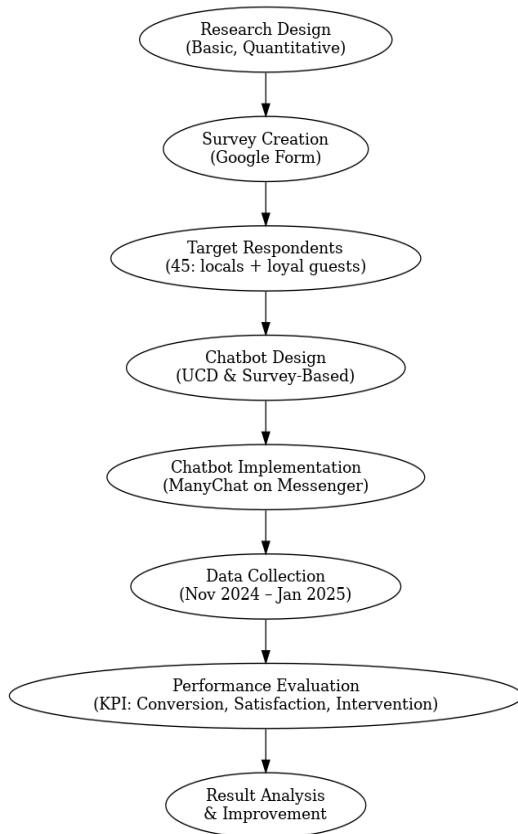 Research Design
(Basic, Quantitative)
Survey Creation
(Google Form)
Target Respondents
(45: locals + loyal guests)
Chatbot Design
(UCD & Survey-Based)
Chatbot Implementation
(ManyChat on Messenger)
Data Collection
(Nov 2024 – Jan 2025)
Performance Evaluation
(KPI: Conversion, Satisfaction, Intervention)
Result Analysis
& Improvement